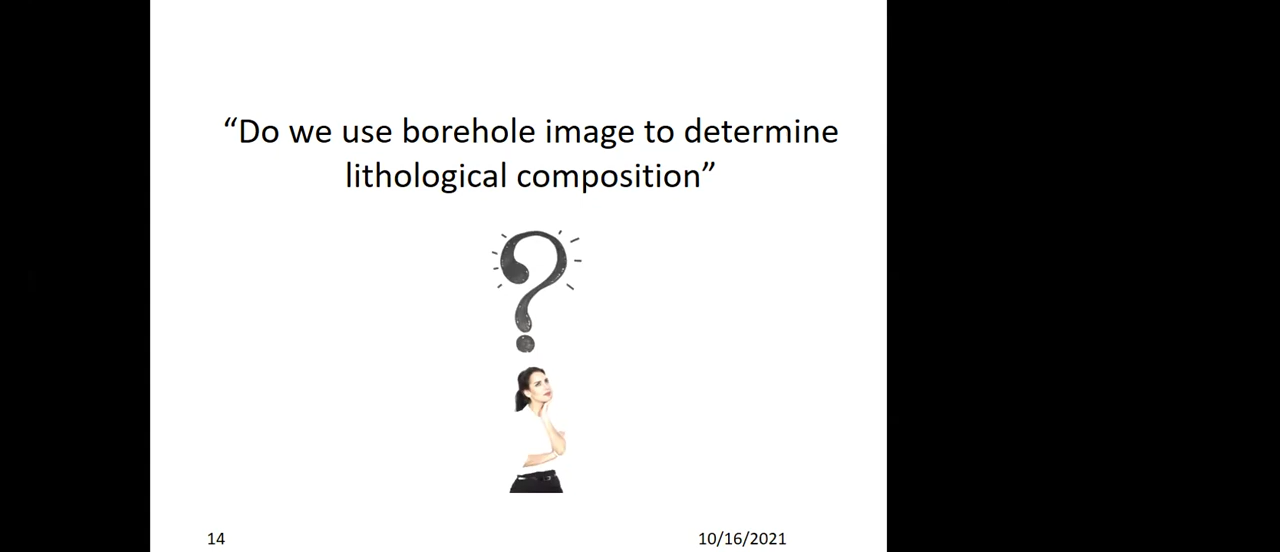 “Do we use borehole image to determine
lithological composition”
14
10/16/2021